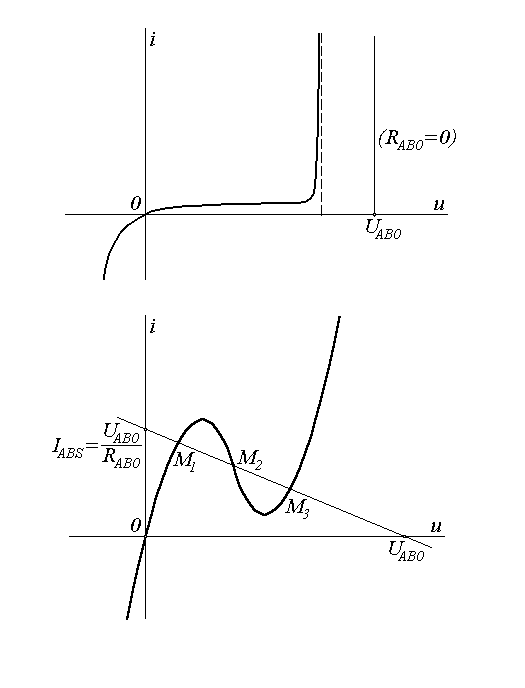 i
(R_ABO=0)
0
u
U_ABO
i
I_ABS=U_ABO/R_ABO
M_1
M_2
M_3
0
u
U_ABO